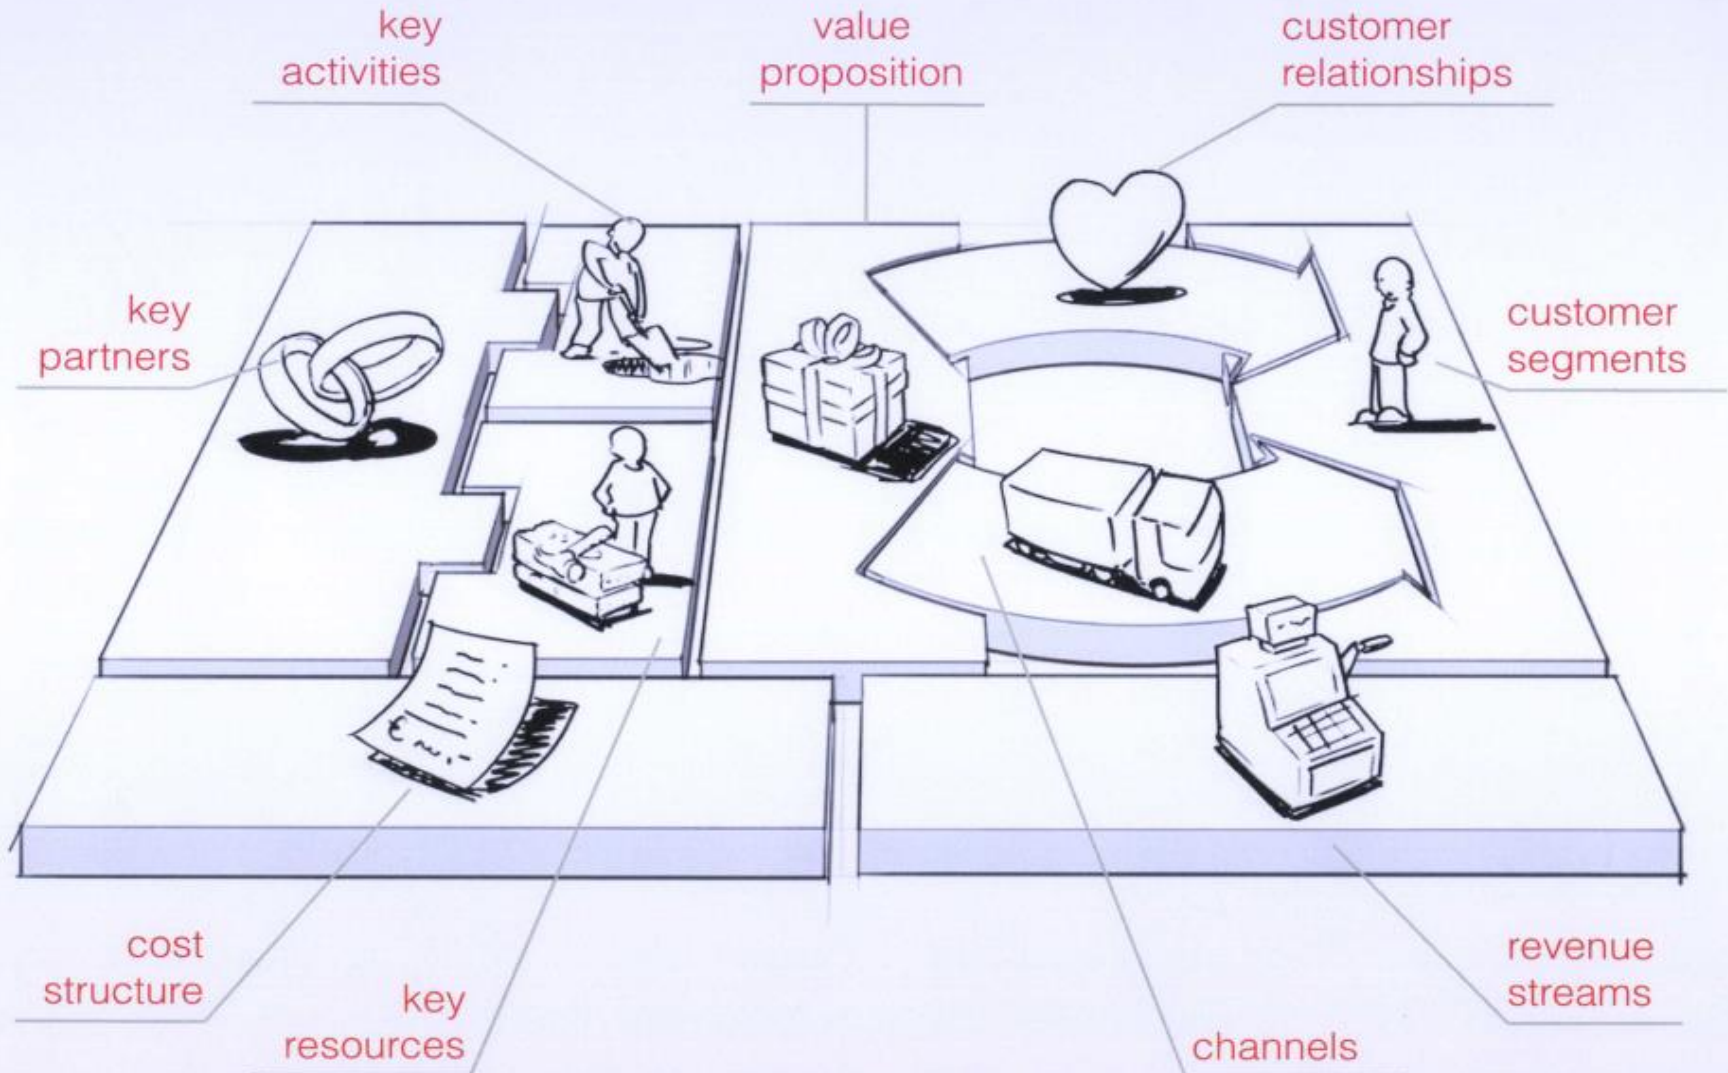 key
activities
value
proposition
customer
relationships
key
partners
customer
segments
€
cost
structure
key
resources
revenue
streams
channels